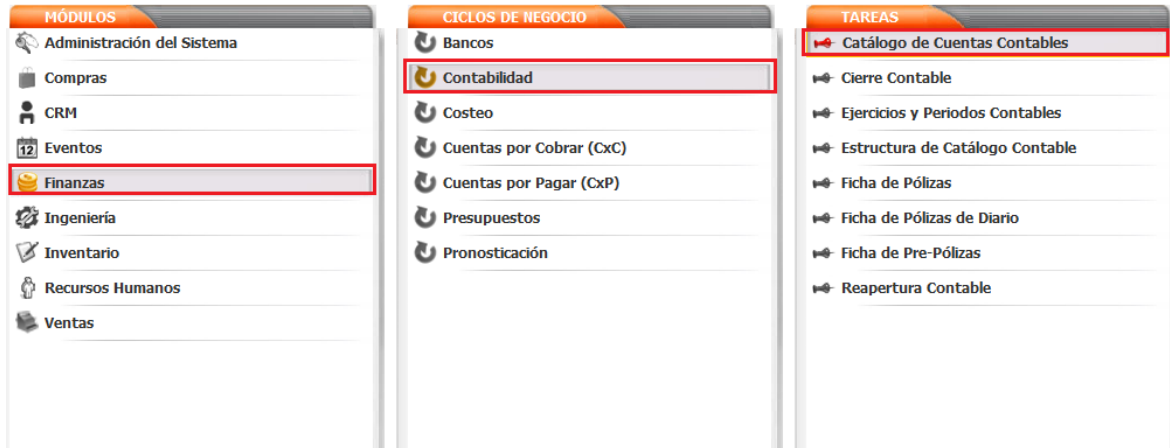 MÓDULOS
Administración del Sistema
Compras
CRM
12 Eventos
Finanzas
Ingeniería
Inventario
Recursos Humanos
Ventas
CICLOS DE NEGOCIO
Bancos
Contabilidad
Costeo
Cuentas por Cobrar (CxC)
Cuentas por Pagar (CxP)
Presupuestos
Pronosticación
TAREAS
Catálogo de Cuentas Contables
Cierre Contable
Ejercicios y Periodos Contables
Estructura de Catálogo Contable
Ficha de Pólizas
Ficha de Pólizas de Diario
Ficha de Pre-Pólizas
Reapertura Contable